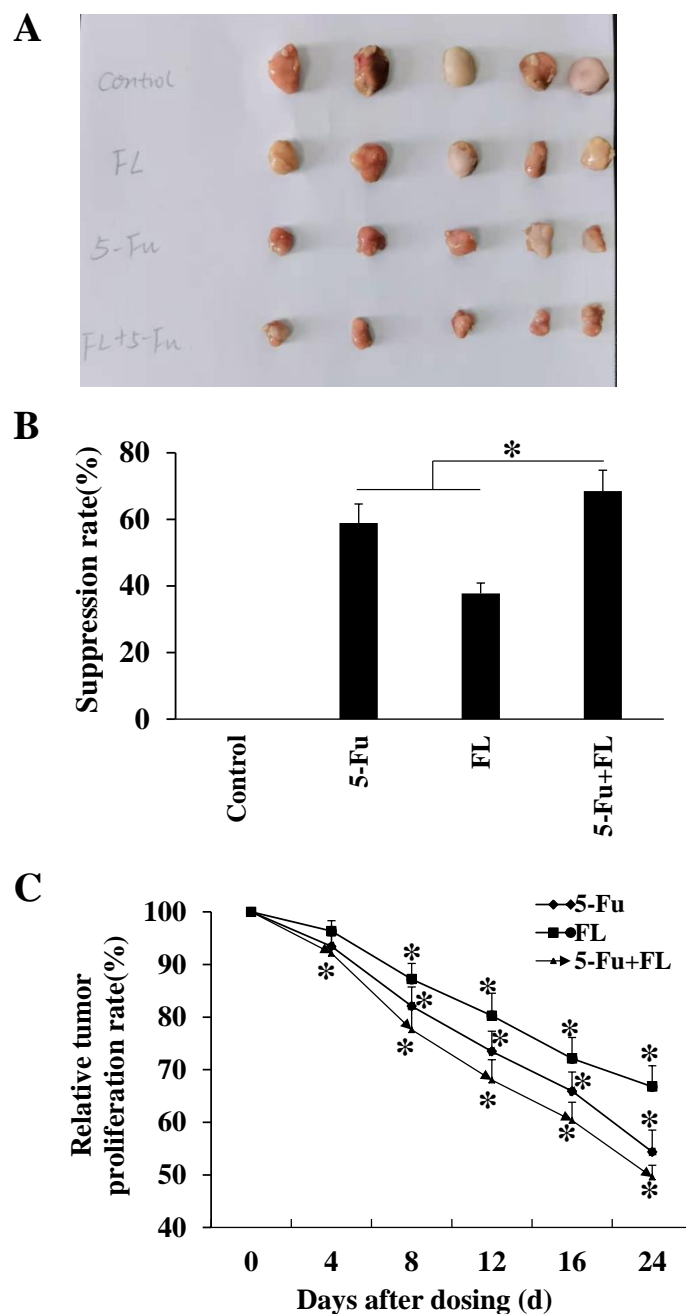 A
Control
FL
5-Fu
FL+5-Fu
B
Suppression rate(%)
80
60
40
20
0
*
Control
5-Fu
FL
5-Fu+FL
C
Relative tumor
proliferation rate(%)
100
90
80
70
60
50
40
5-Fu
FL
5-Fu+FL
* * * * *
* * * *
* * * * *
0 4 8 12 16 24
Days after dosing (d)